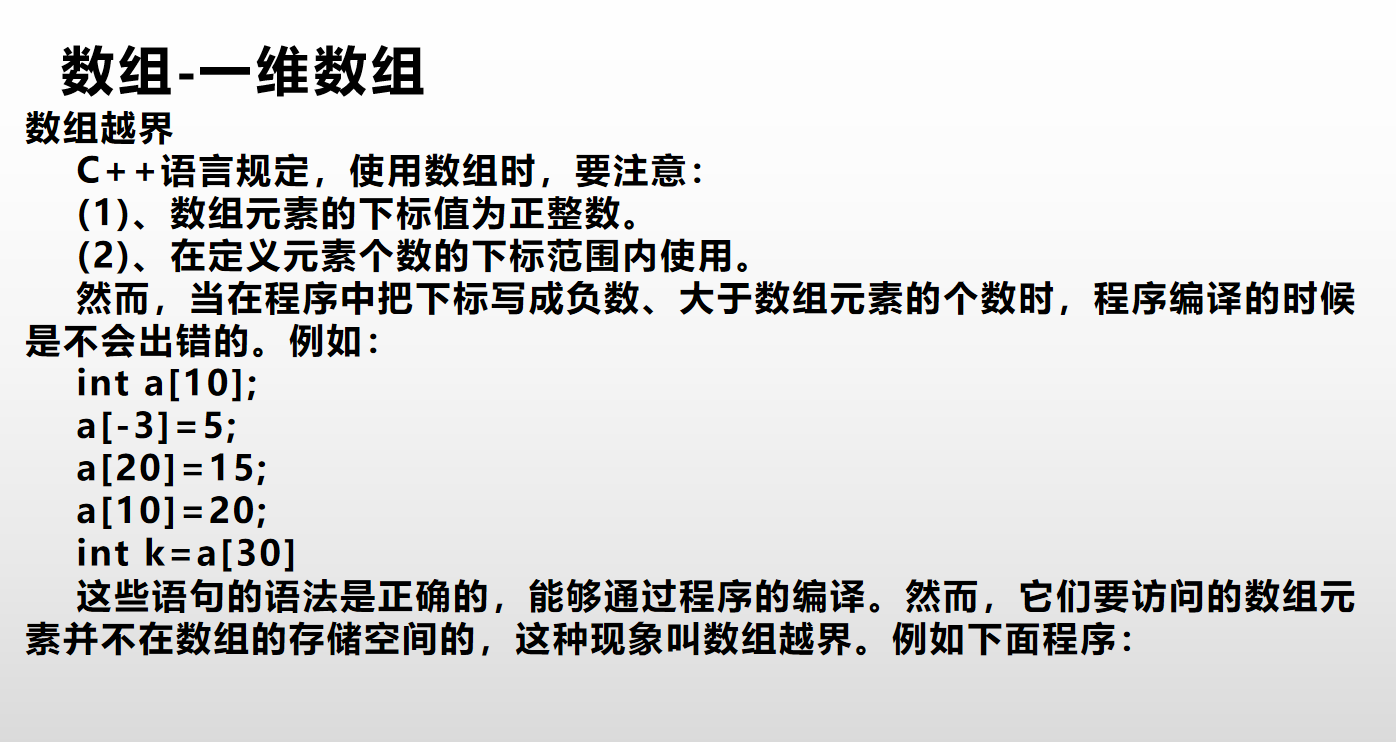 数组-一维数组
数组越界
C++语言规定，使用数组时，要注意：
(1)、数组元素的下标值为正整数。
(2)、在定义元素个数的下标范围内使用。
然而，当在程序中把下标写成负数、大于数组元素的个数时，程序编译的时候
是不会出错的。例如：
int a[10];
a[-3]=5;
a[20]=15;
a[10]=20;
int k=a[30]
这些语句的语法是正确的，能够通过程序的编译。然而，它们要访问的数组元
素并不在数组的存储空间的，这种现象叫数组越界。例如下面程序：